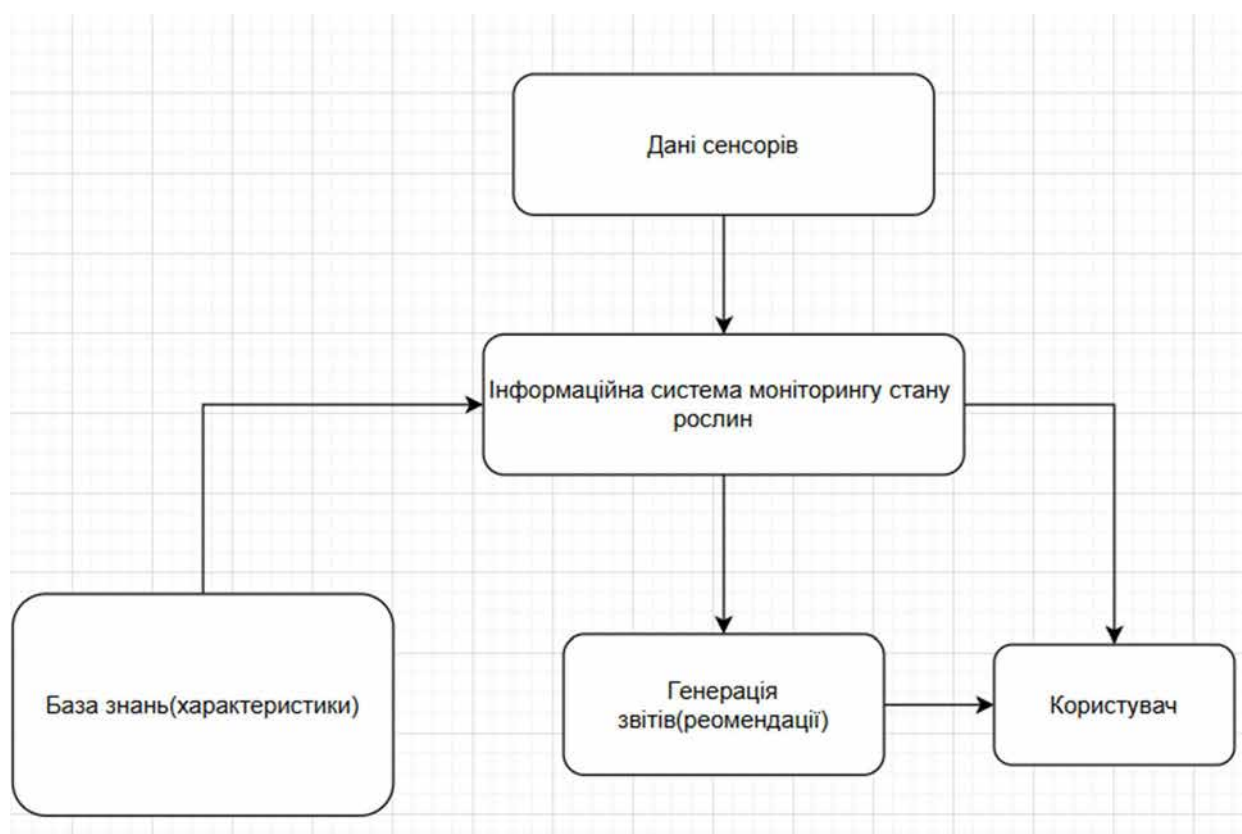 Дані сенсорів
Інформаційна система моніторингу стану
рослин
База знань(характеристики)
Генерація
звітів(реомендації)
Користувач